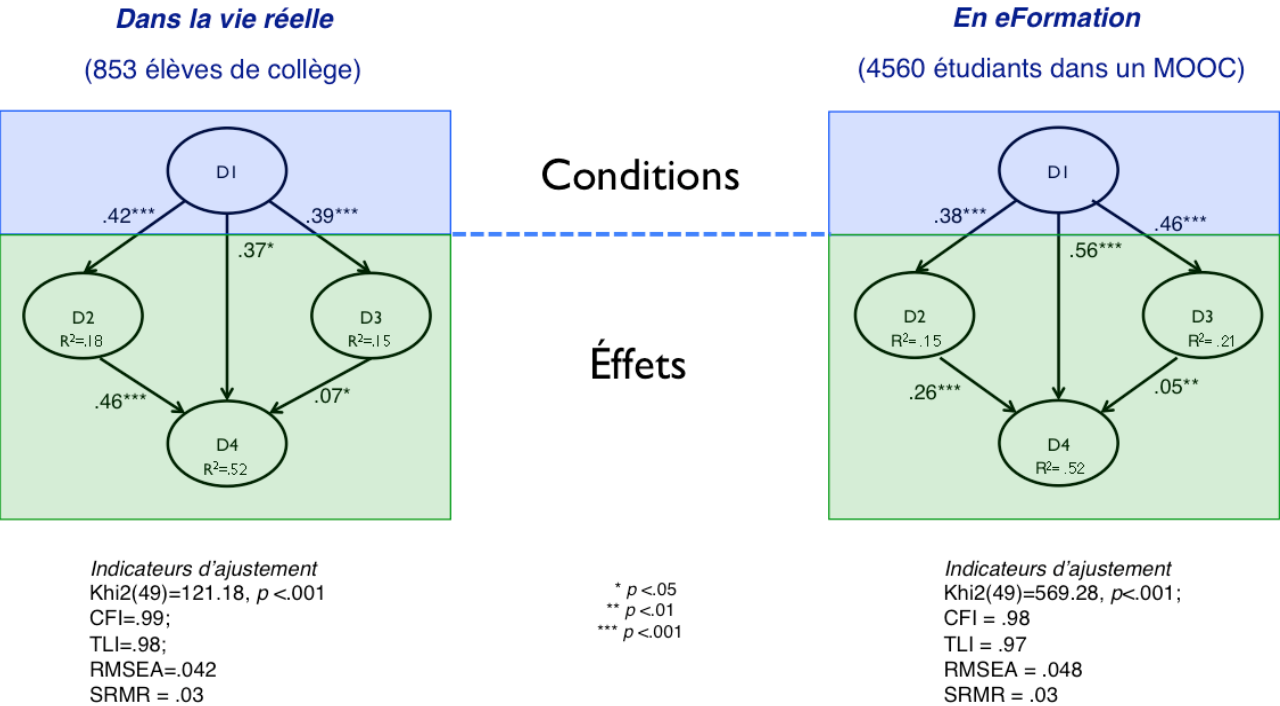 Dans la vie réelle
(853 élèves de collège)
D1
.42***
.39***
.37*
D2
R²=.18
D3
R²=.15
.46***
.07*
D4
R²=.52
Indicateurs d’ajustement
Khi2(49)=121.18, p <.001
CFI=.99;
TLI=.98;
RMSEA=.042
SRMR = .03
Conditions
Éffets
* p <.05
** p <.01
*** p <.001
En eFormation
(4560 étudiants dans un MOOC)
D1
.38***
.46***
.56***
D2
R²= .15
D3
R²= .21
.26***
.05**
D4
R²= .52
Indicateurs d’ajustement
Khi2(49)=569.28, p<.001;
CFI = .98
TLI = .97
RMSEA = .048
SRMR = .03